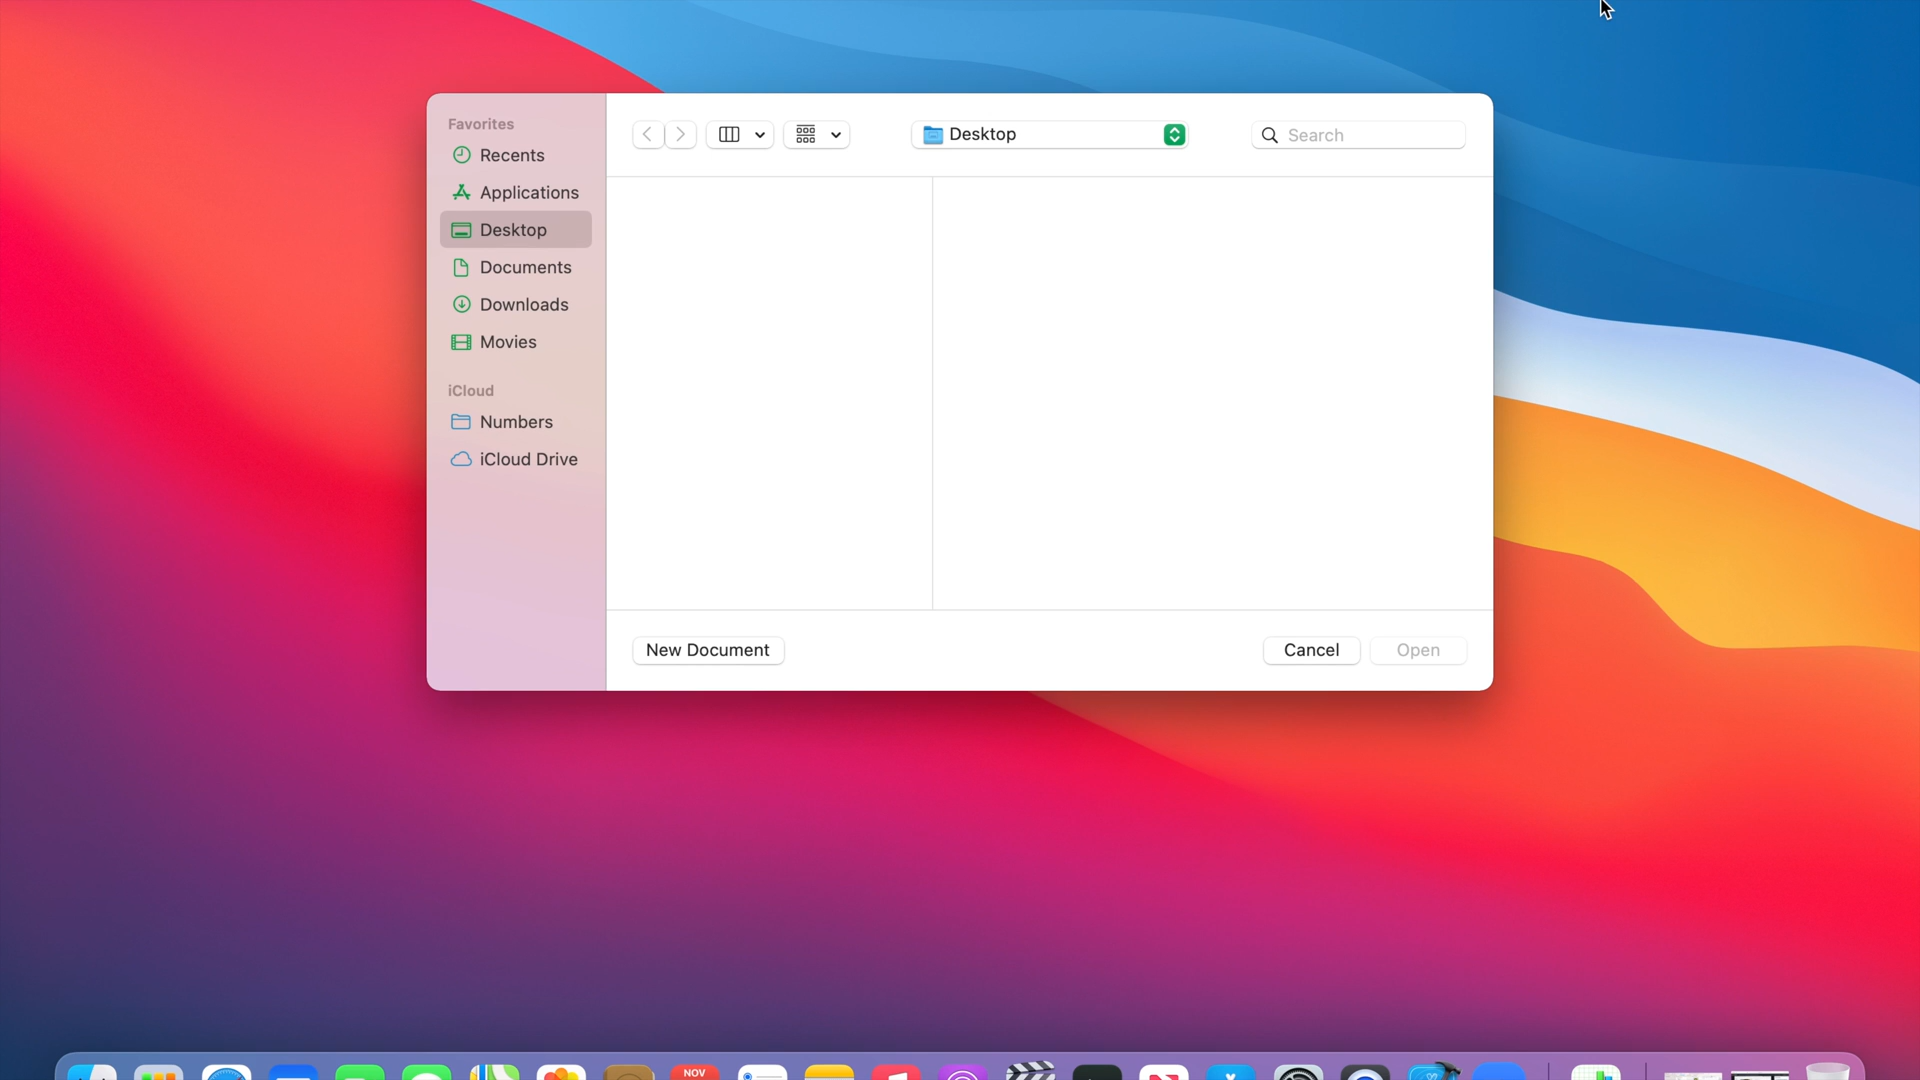 Favorites
Recents
Applications
Desktop
Documents
Downloads
Movies
iCloud
Numbers
iCloud Drive
Desktop
Search
New Document
Cancel
Open
NOV